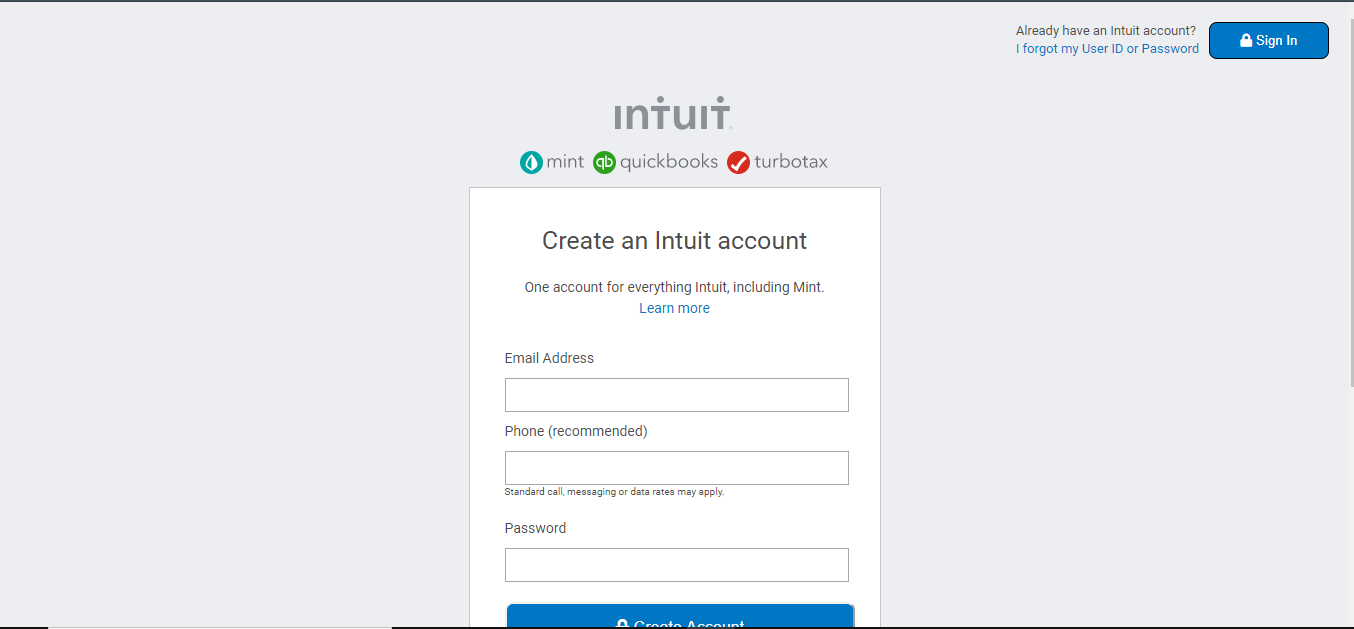 Already have an Intuit account?
I forgot my User ID or Password
Sign In
ıntuıt.
mint qb quickbooks turbotax
Create an Intuit account
One account for everything Intuit, including Mint.
Learn more
Email Address
Phone (recommended)
Standard call, messaging or data rates may apply.
Password
Create Account